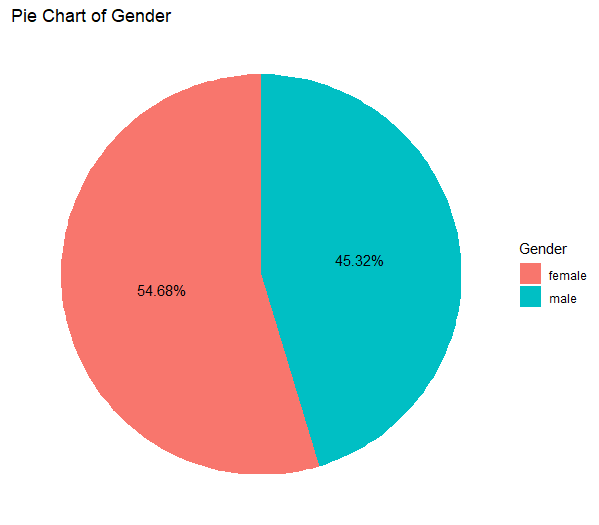 Pie Chart of Gender
45.32%
54.68%
Gender
female
male